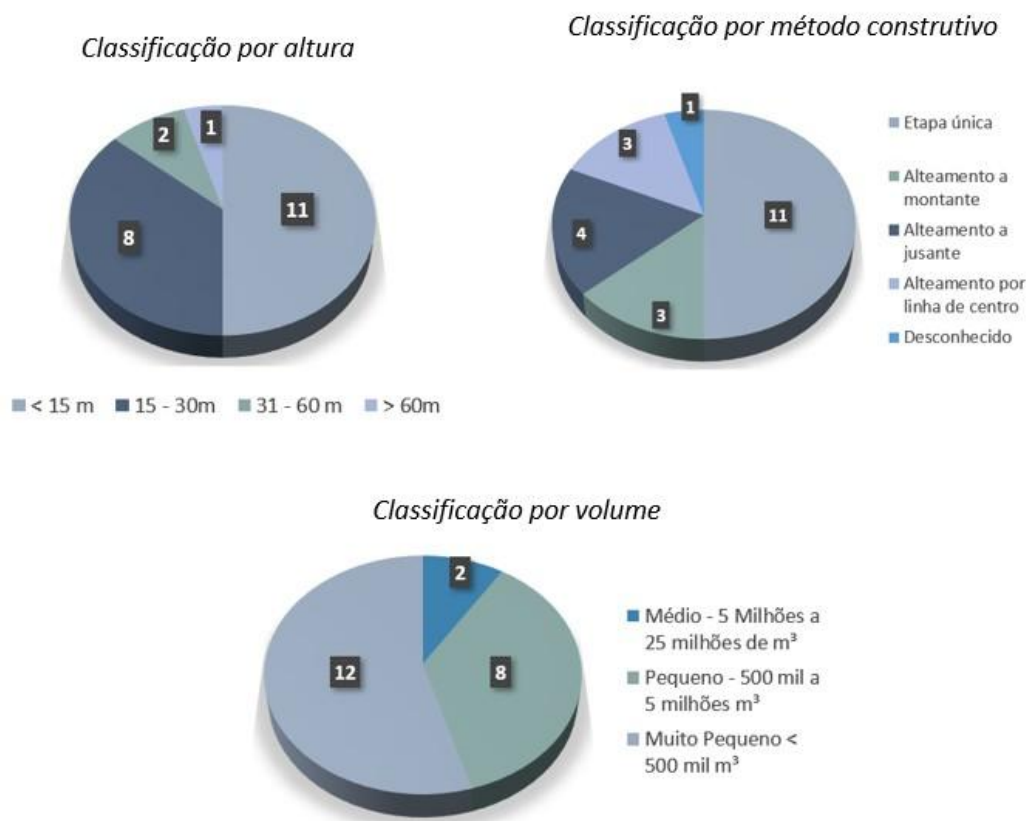 Classificação por altura
2
1
11
8
< 15 m 15 - 30m 31 - 60 m > 60m
Classificação por método construtivo
1
3
11
4
3
Etapa única
Alteamento a
montante
Alteamento a
jusante
Alteamento por
linha de centro
Desconhecido
Classificação por volume
2
12
8
Médio - 5 Milhões a
25 milhões de m³
Pequeno - 500 mil a
5 milhões m³
Muito Pequeno <
500 mil m³